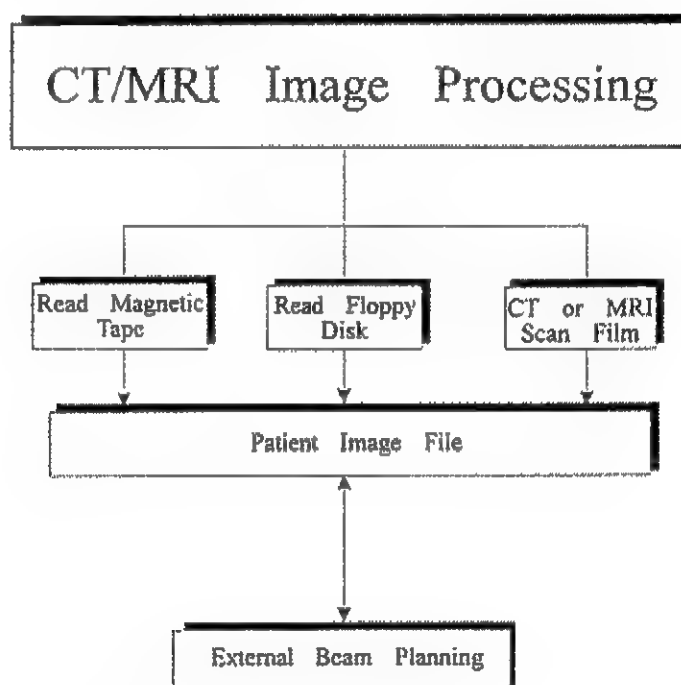 CT/MRI Image Processing
Read Magnetic
Tape
Read Floppy
Disk
CT or MRI
Scan Film
Patient Image File
External Beam Planning